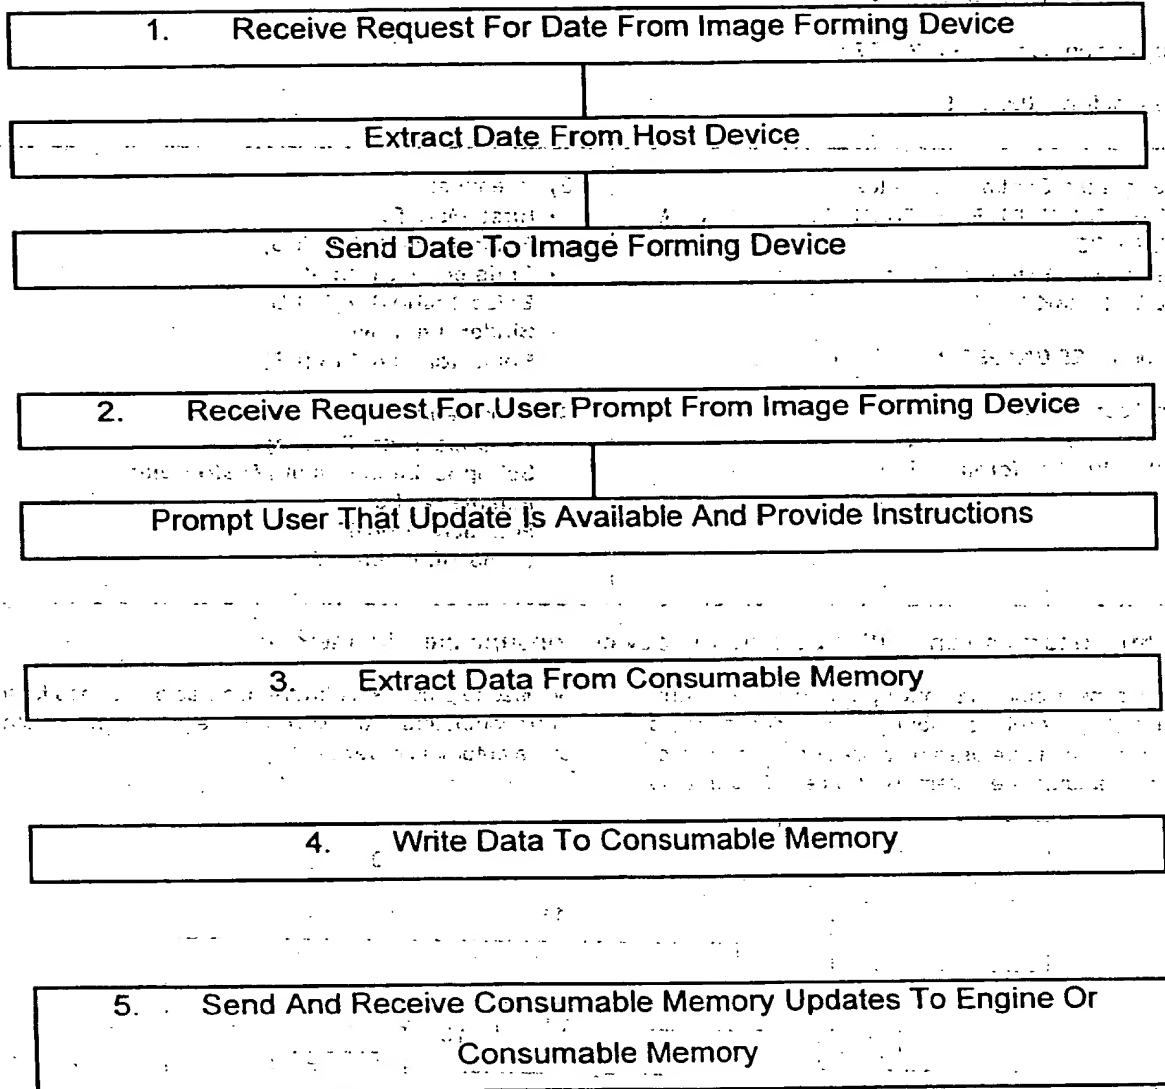 1. Receive Request For Date From Image Forming Device
Extract Date From Host Device
Send Date To Image Forming Device
2. Receive Request For User Prompt From Image Forming Device
Prompt User That Update Is Available And Provide Instructions
3. Extract Data From Consumable Memory
4. Write Data To Consumable Memory
5. Send And Receive Consumable Memory Updates To Engine Or
Consumable Memory